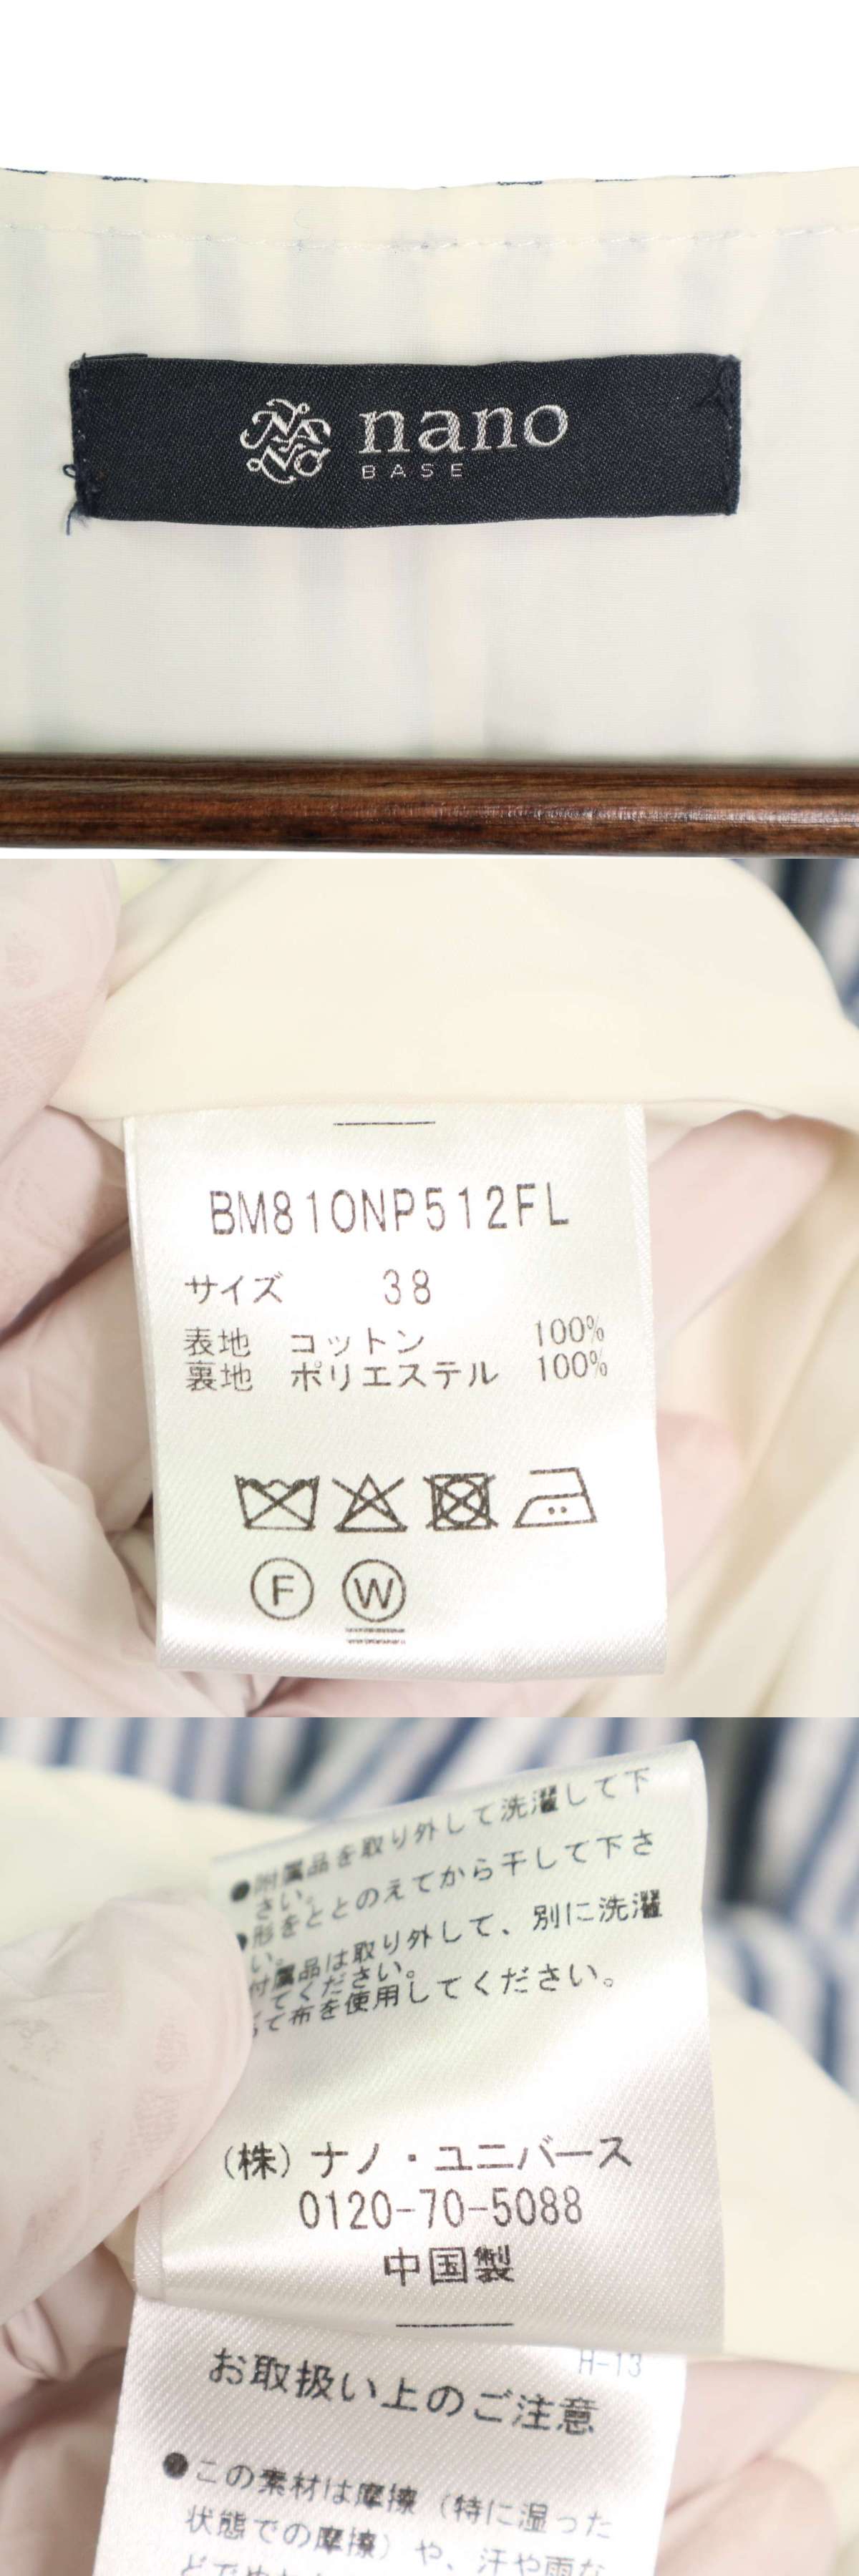 nano
BASE
BM810NP512FL
サイズ 38
表地 コットン 100%
裏地 ポリエステル 100%
F W
●附属品を取り外して洗濯して下
さい。
●形をととのえてから干して下さ
い。
付属品は取り外して、別に洗濯
てください。
て布を使用してください。
(株)ナノ・ユニバース
0120-70-5088
中国製
H-13
お取扱い上のご注意
●この素材は摩擦(特に湿った
状態での摩擦)や、汗や雨な